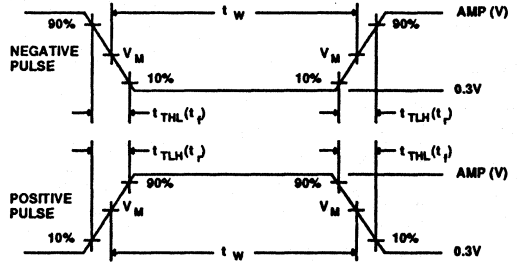 t W AMP (V)
90% 90%
NEGATIVE
PULSE
V M V M
10% 10%
0.3V
t THL (t f) t TLH (t r)
t TLH (t r) t THL (t f)
AMP (V)
90% 90%
POSITIVE
PULSE
V M V M
10% 10%
t W 0.3V